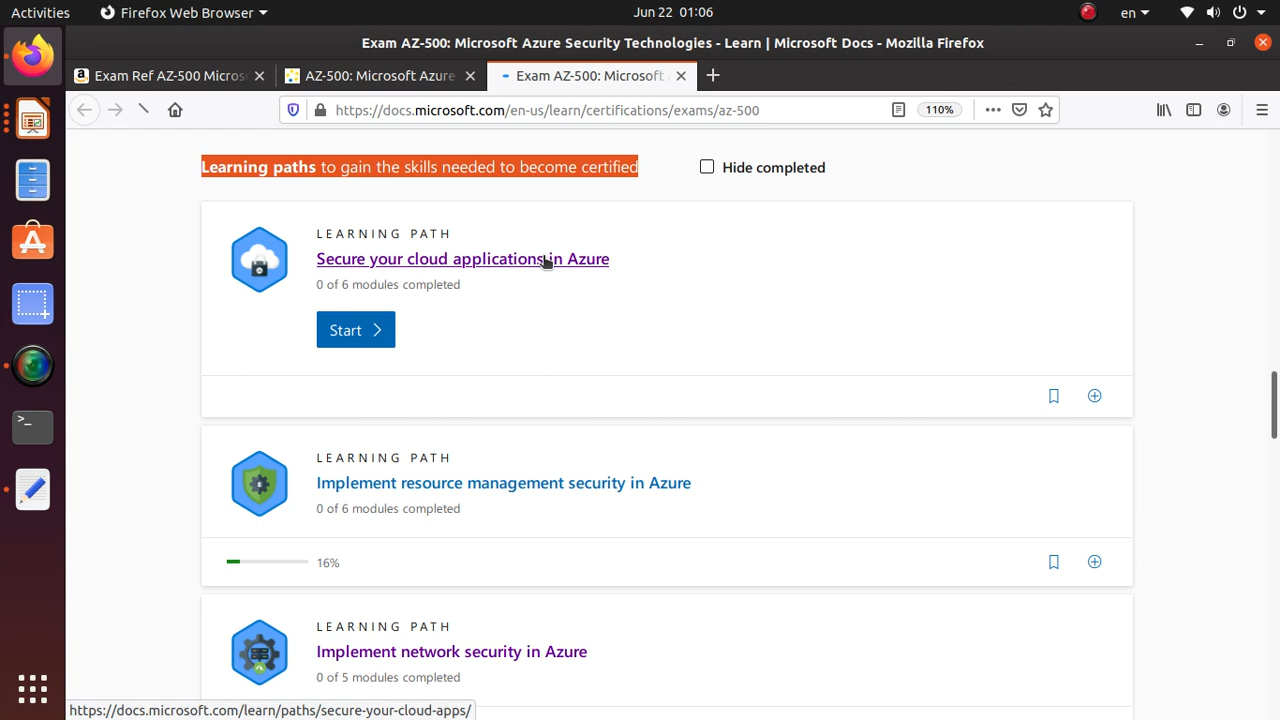 Activities Firefox Web Browser Jun 22 01:06 en
Exam AZ-500: Microsoft Azure Security Technologies - Learn | Microsoft Docs - Mozilla Firefox
Exam Ref AZ-500 Micros AZ-500: Microsoft Azure Exam AZ-500: Microsoft
https://docs.microsoft.com/en-us/learn/certifications/exams/az-500 110%
Learning paths to gain the skills needed to become certified Hide completed
LEARNING PATH
Secure your cloud applications in Azure
0 of 6 modules completed
Start
LEARNING PATH
Implement resource management security in Azure
0 of 6 modules completed
16%
LEARNING PATH
Implement network security in Azure
0 of 5 modules completed
https://docs.microsoft.com/learn/paths/secure-your-cloud-apps/